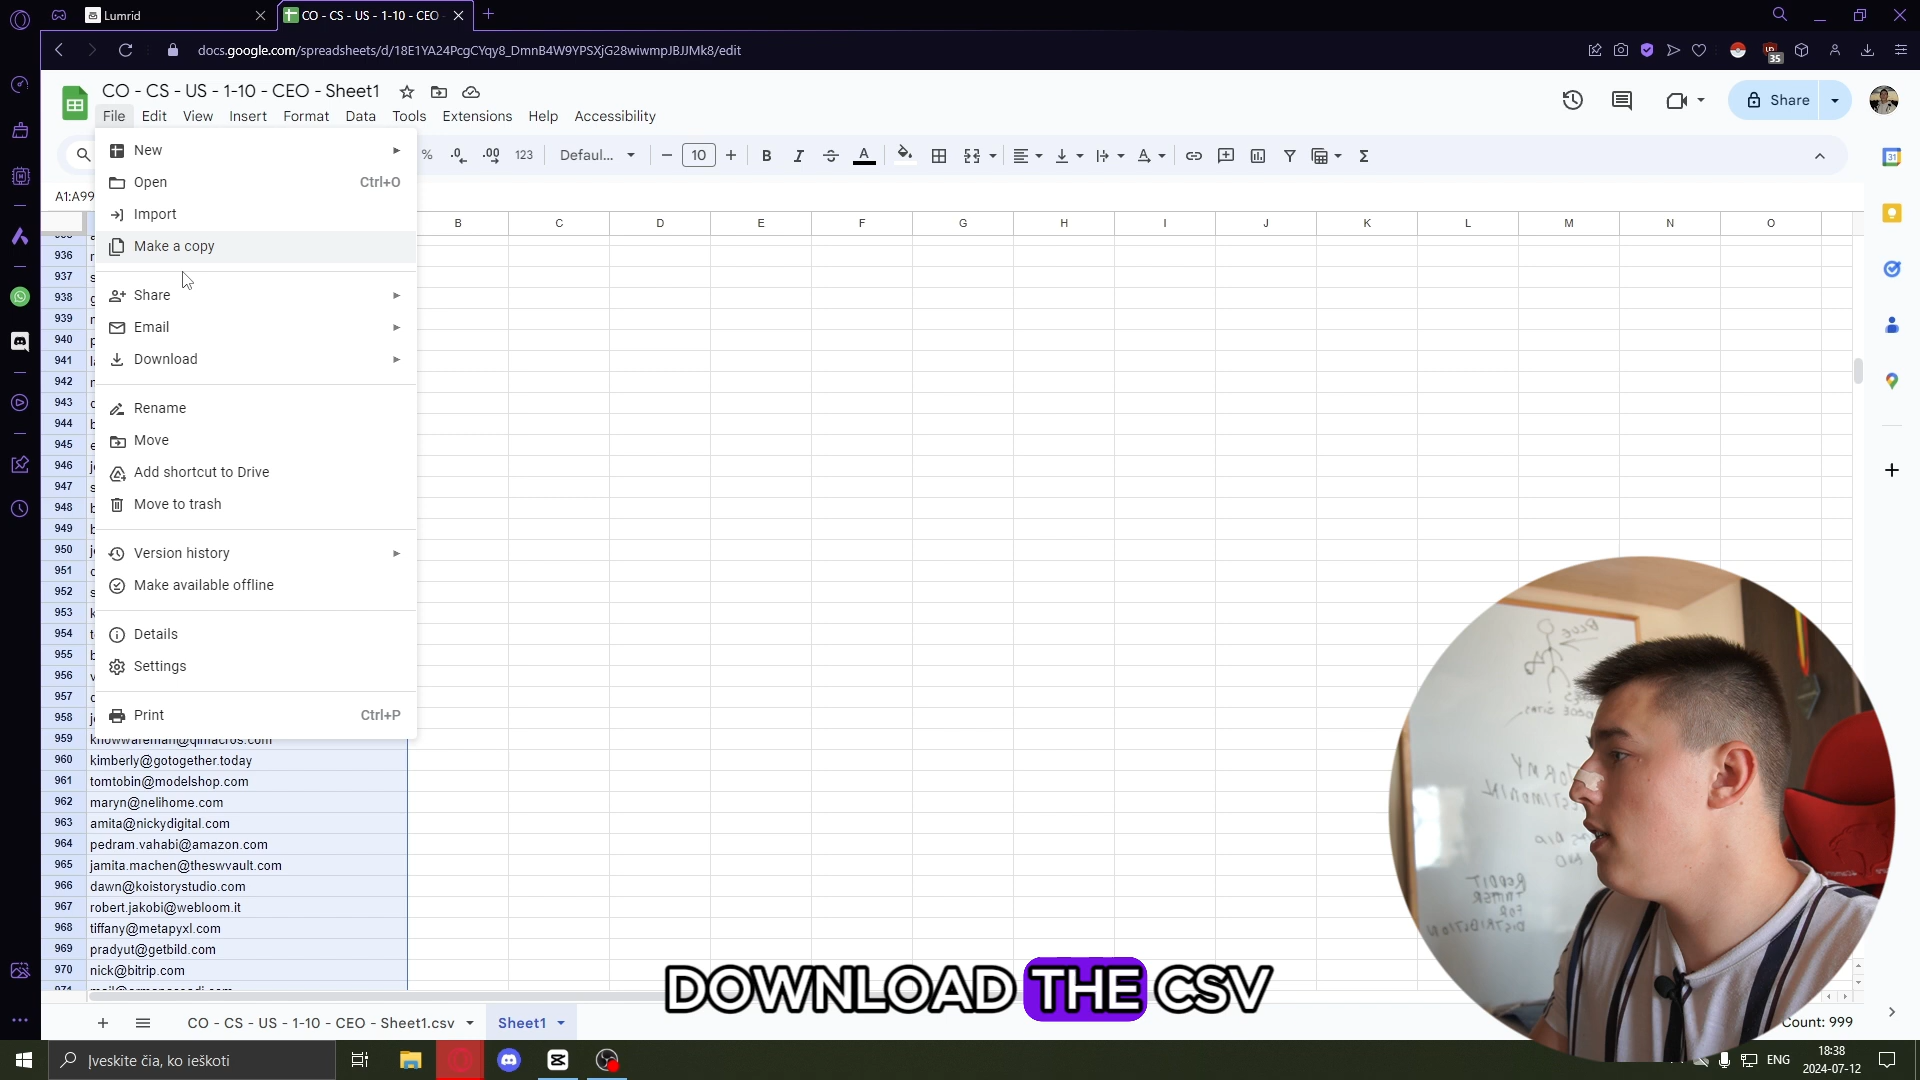 Lumrid
CO - CS - US - 1-10 - CEO -
docs.google.com/spreadsheets/d/18E1YA24PcgCYqy8_DmnB4W9YPSXjG28wiwmpJBJJMk8/edit
35
CO - CS - US - 1-10 - CEO - Sheet1
Share
File Edit View Insert Format Data Tools Extensions Help Accessibility
% .0 .00 123 Defaul... 10 B I A Σ
31
A1:A99
B C D E F G H I J K L M N O
New
Open Ctrl+O
Import
Make a copy
Share
Email
Download
Rename
Move
Add shortcut to Drive
Move to trash
Version history
Make available offline
Details
Settings
Print Ctrl+P
936
937
938
939
940
941
942
943
944
945
946
947
948
949
950
951
952
953
954
955
956
957
958
959 knowwareman@qimacros.com
960 kimberly@gotogether.today
961 tomtobin@modelshop.com
962 maryn@nelihome.com
963 amita@nickydigital.com
964 pedram.vahabi@amazon.com
965 jamita.machen@theswvault.com
966 dawn@koistorystudio.com
967 robert.jakobi@webloom.it
968 tiffany@metapyxl.com
969 pradyut@getbild.com
970 nick@bitrip.com
DOWNLOAD THE CSV
CO - CS - US - 1-10 - CEO - Sheet1.csv Sheet1
Count: 999
Įveskite čia, ko ieškoti
ENG
18:38
2024-07-12